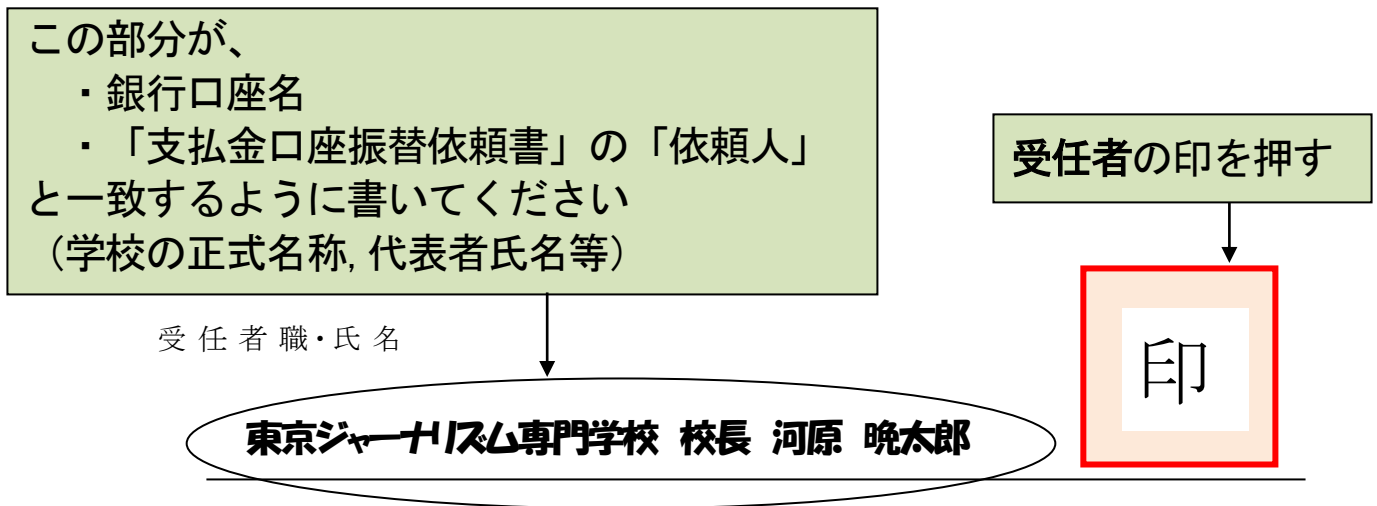 この部分が、
・銀行口座名
・「支払金口座振替依頼書」の「依頼人」
と一致するように書いてください
（学校の正式名称,代表者氏名等）
受任者の印を押す
受任者職・氏名
印
東京ジャーナリズム専門学校 校長 河原 晩太郎